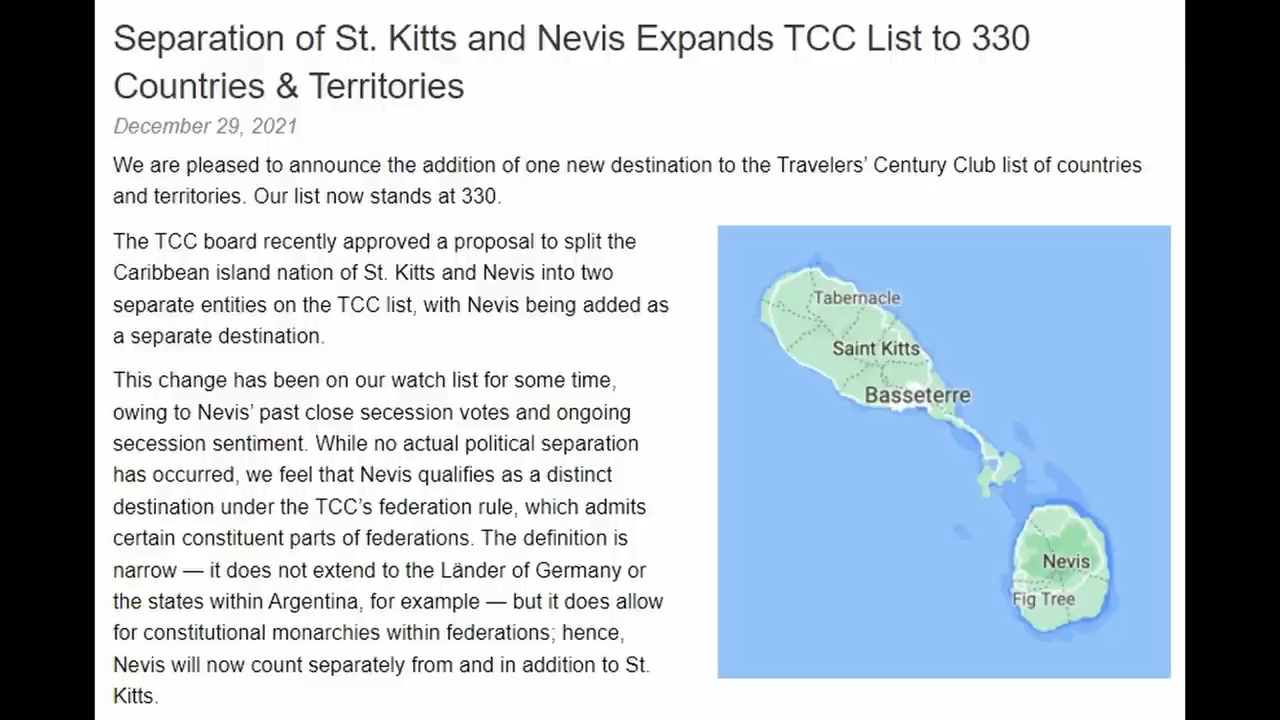 Separation of St. Kitts and Nevis Expands TCC List to 330
Countries & Territories
December 29, 2021
We are pleased to announce the addition of one new destination to the Travelers’ Century Club list of countries
and territories. Our list now stands at 330.
The TCC board recently approved a proposal to split the
Caribbean island nation of St. Kitts and Nevis into two
separate entities on the TCC list, with Nevis being added as
a separate destination.
This change has been on our watch list for some time,
owing to Nevis’ past close secession votes and ongoing
secession sentiment. While no actual political separation
has occurred, we feel that Nevis qualifies as a distinct
destination under the TCC’s federation rule, which admits
certain constituent parts of federations. The definition is
narrow — it does not extend to the Länder of Germany or
the states within Argentina, for example — but it does allow
for constitutional monarchies within federations; hence,
Nevis will now count separately from and in addition to St.
Kitts.
Tabernacle
Saint Kitts
Basseterre
Nevis
Fig Tree